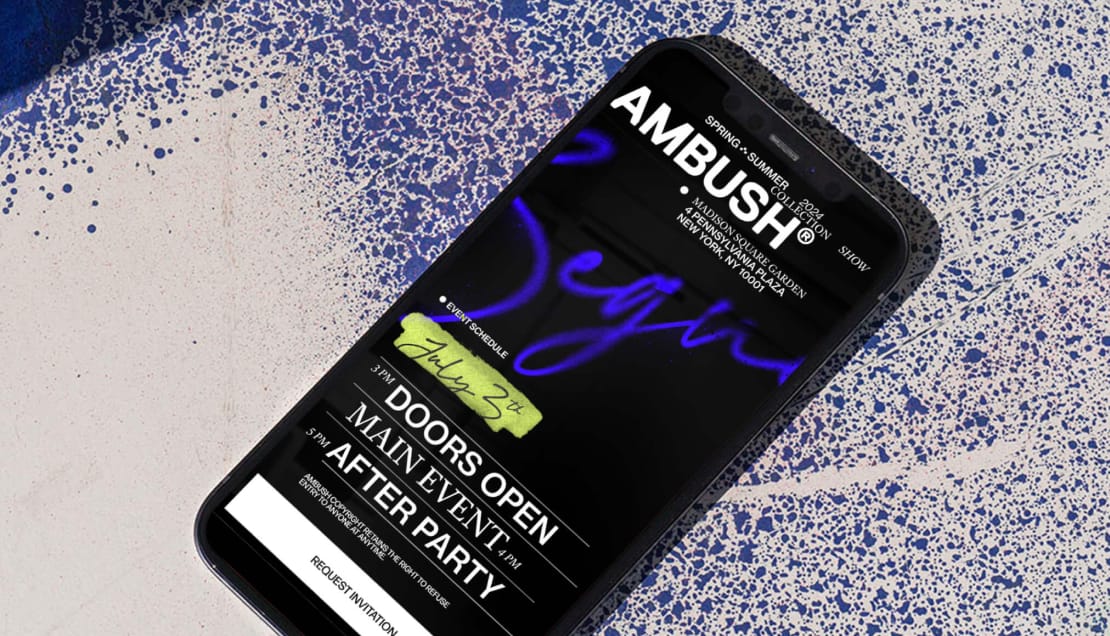 AMBUSH®
SPRING ∴ SUMMER
2024
COLLECTION
SHOW
MADISON SQUARE GARDEN
4 PENNSYLVANIA PLAZA
NEW YORK, NY 10001
EVENT SCHEDULE
July 3th
3 PM
DOORS OPEN
MAIN EVENT
4 PM
5 PM
AFTER PARTY
AMBUSH COPYRIGHT RETAINS THE RIGHT TO REFUSE
ENTRY TO ANYONE AT ANYTIME.
REQUEST INVITATION